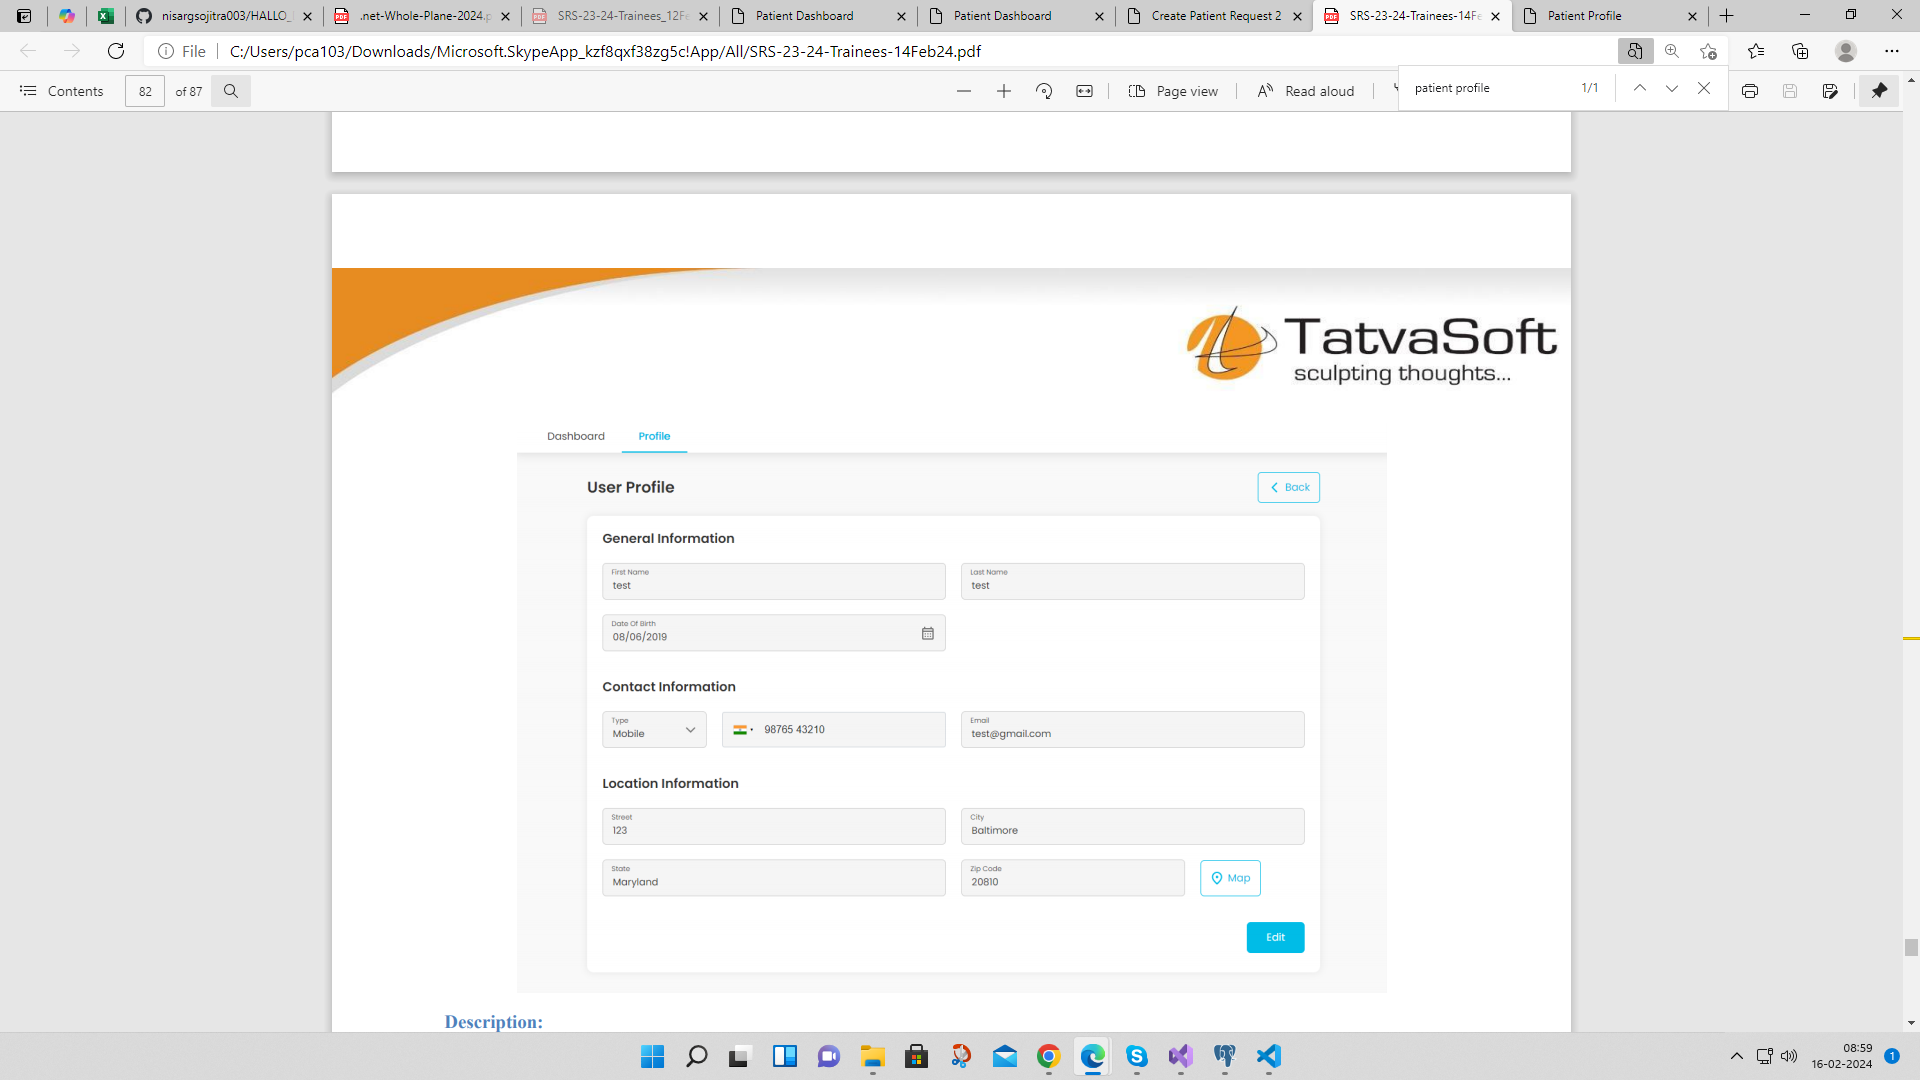 nisargsojitra003/HALLO_
.net-Whole-Plane-2024.p
SRS-23-24-Trainees_12Fe
Patient Dashboard
Patient Dashboard
Create Patient Request 2
SRS-23-24-Trainees-14Fe
Patient Profile
File
C:/Users/pca103/Downloads/Microsoft.SkypeApp_kzf8qxf38zg5c!App/All/SRS-23-24-Trainees-14Feb24.pdf
Contents
82
of 87
Page view
Read aloud
patient profile
1/1
TatvaSoft
sculpting thoughts...
Dashboard
Profile
User Profile
Back
General Information
First Name
test
Last Name
test
Date Of Birth
08/06/2019
Contact Information
Type
Mobile
98765 43210
Email
test@gmail.com
Location Information
Street
123
City
Baltimore
State
Maryland
Zip Code
20810
Map
Edit
Description:
08:59
16-02-2024
1